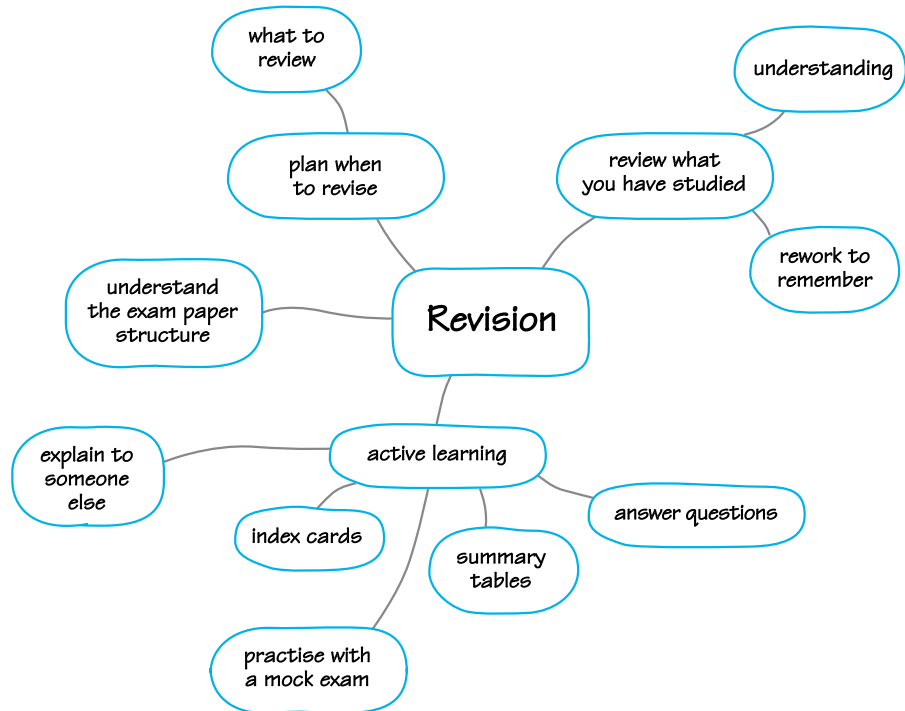 what to
review
understanding
plan when
to revise
review what
you have studied
rework to
remember
understand
the exam paper
structure
Revision
active learning
explain to
someone
else
index cards
summary
tables
answer questions
practise with
a mock exam